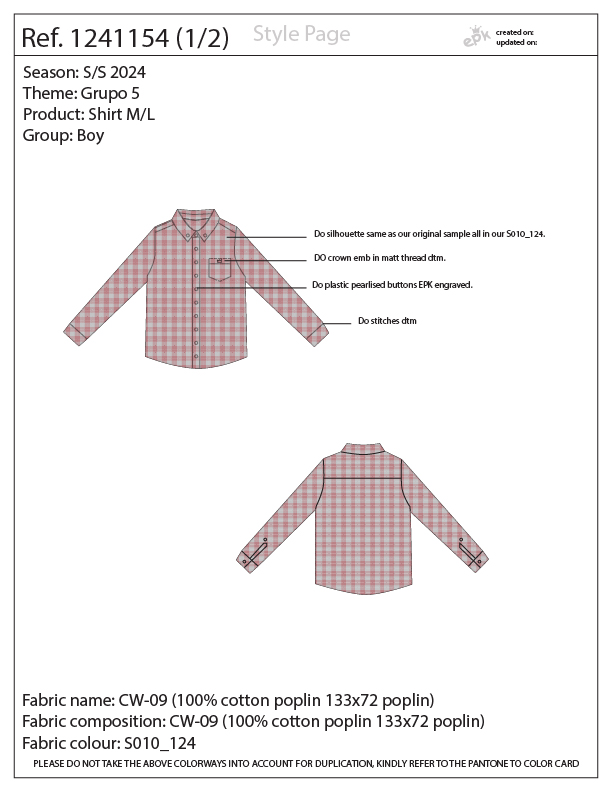 Ref. 1241154 (1/2)
Style Page
epk
created on:
updated on:
Season: S/S 2024
Theme: Grupo 5
Product: Shirt M/L
Group: Boy
Do silhouette same as our original sample all in our S010_124.
DO crown emb in matt thread dtm.
Do plastic pearlised buttons EPK engraved.
Do stitches dtm
Fabric name: CW-09 (100% cotton poplin 133x72 poplin)
Fabric composition: CW-09 (100% cotton poplin 133x72 poplin)
Fabric colour: S010_124
PLEASE DO NOT TAKE THE ABOVE COLORWAYS INTO ACCOUNT FOR DUPLICATION, KINDLY REFER TO THE PANTONE TO COLOR CARD